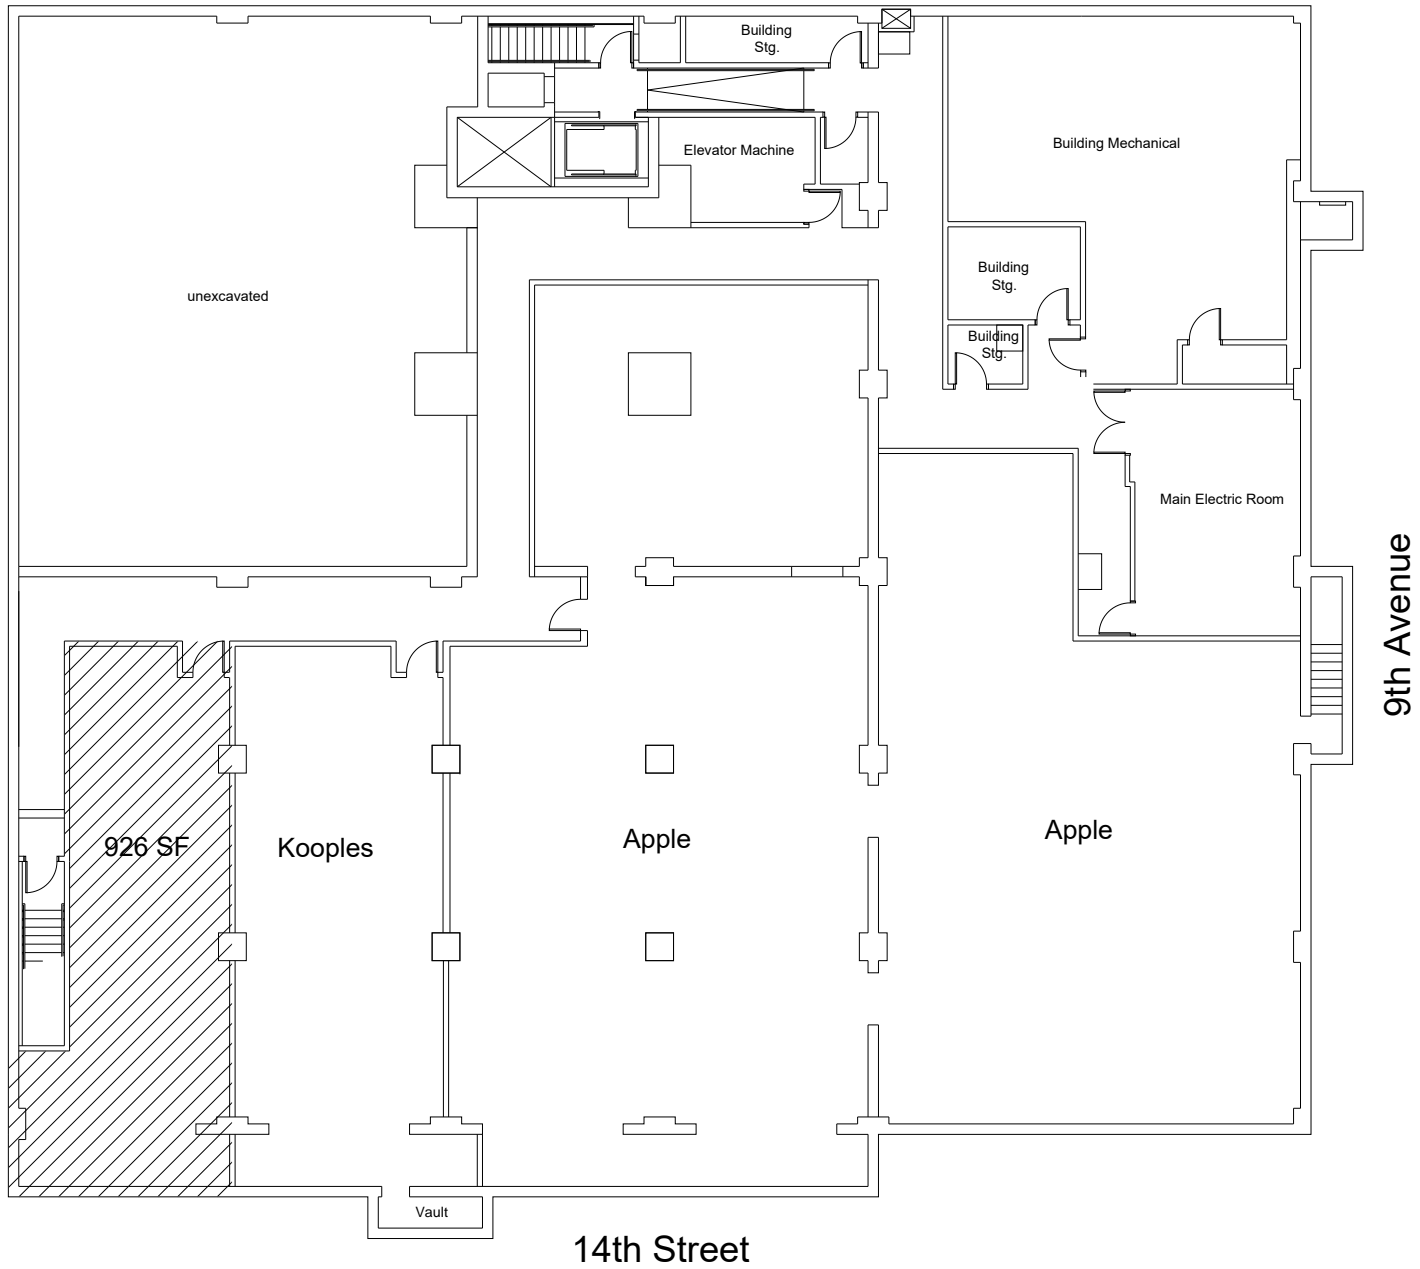 Building
Stg.
Elevator Machine
Building Mechanical
unexcavated
Building
Stg.
Building
Stg.
Main Electric Room
9th Avenue
926 SF
Kooples
Apple
Apple
Vault
14th Street